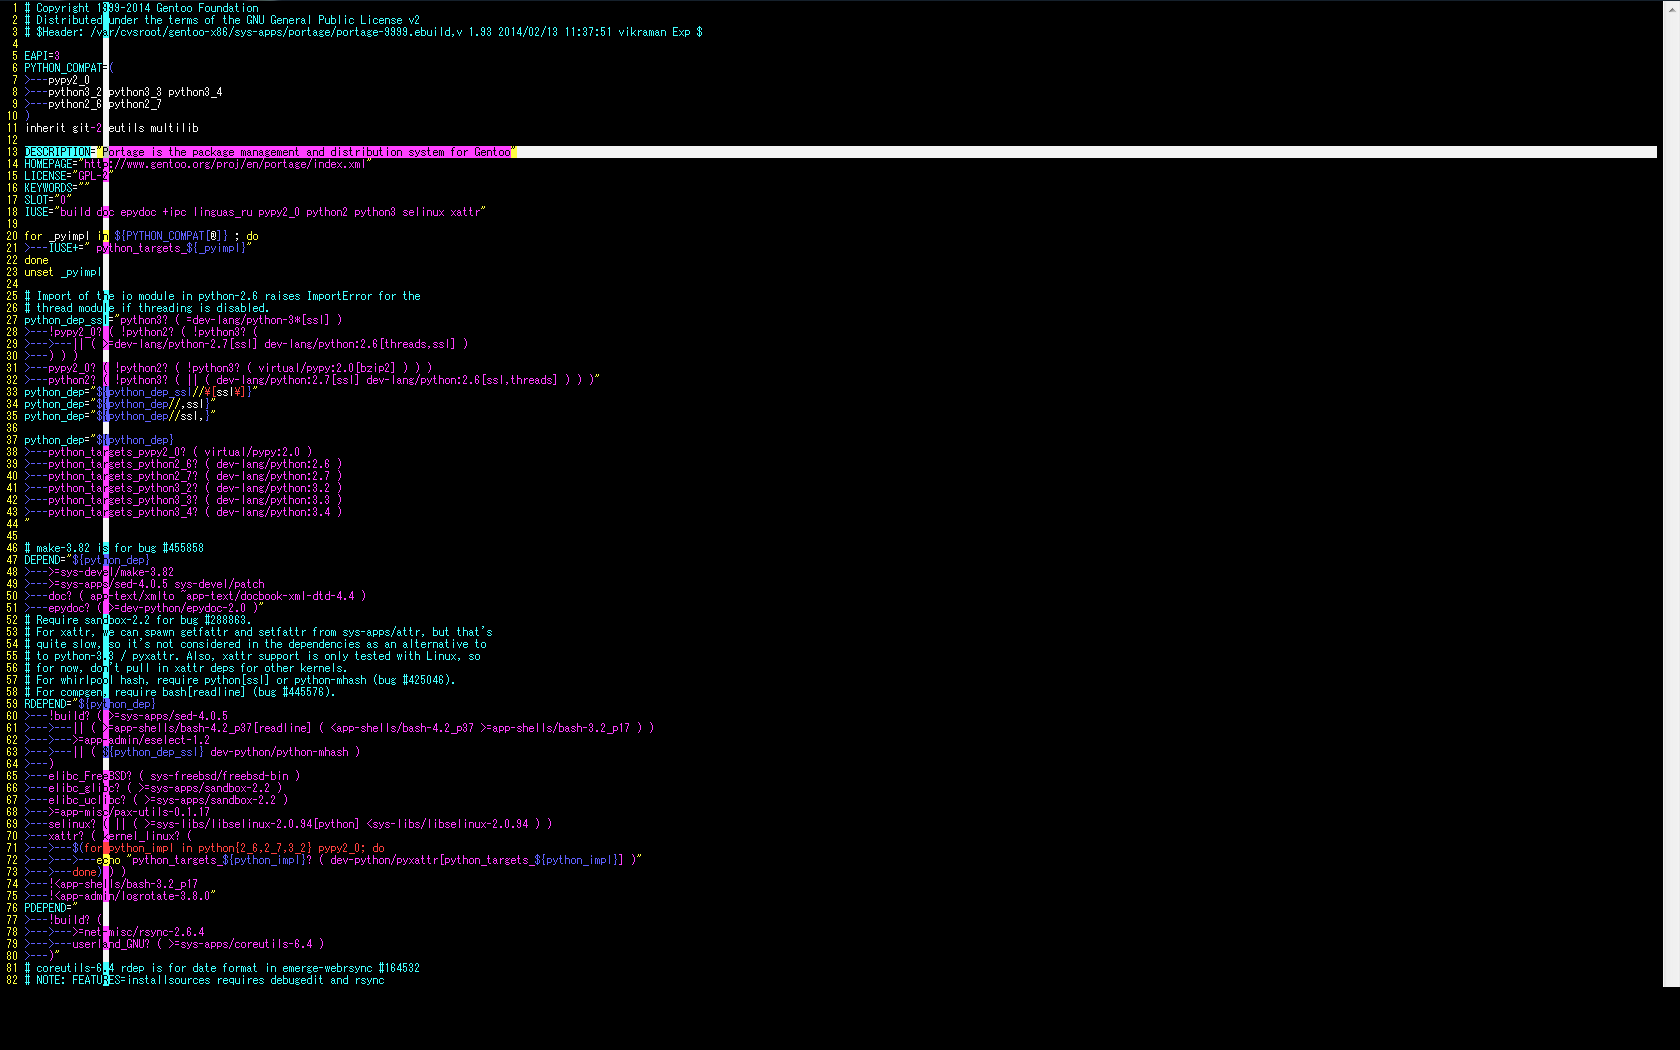 1 # Copyright 1999-2014 Gentoo Foundation
2 # Distributed under the terms of the GNU General Public License v2
3 # $Header: /var/cvsroot/gentoo-x86/sys-apps/portage/portage-9999.ebuild,v 1.93 2014/02/13 11:37:51 vikraman Exp $
4
5 EAPI=3
6 PYTHON_COMPAT=(
7 >---pypy2_0
8 >---python3_2 python3_3 python3_4
9 >---python2_6 python2_7
10 )
11 inherit git-2 eutils multilib
12
13 DESCRIPTION="Portage is the package management and distribution system for Gentoo"
14 HOMEPAGE="http://www.gentoo.org/proj/en/portage/index.xml"
15 LICENSE="GPL-2"
16 KEYWORDS=""
17 SLOT="0"
18 IUSE="build doc epydoc +ipc linguas_ru pypy2_0 python2 python3 selinux xattr"
19
20 for _pyimpl in ${PYTHON_COMPAT[@]} ; do
21 >---IUSE+=" python_targets_${_pyimpl}"
22 done
23 unset _pyimpl
24
25 # Import of the io module in python-2.6 raises ImportError for the
26 # thread module if threading is disabled.
27 python_dep_ssl="python3? ( =dev-lang/python-3*[ssl] )
28 >---!pypy2_0? ( !python2? ( !python3? (
29 >--->---|| ( >=dev-lang/python-2.7[ssl] dev-lang/python:2.6[threads,ssl] )
30 >---) ) )
31 >---pypy2_0? ( !python2? ( !python3? ( virtual/pypy:2.0[bzip2] ) ) )
32 >---python2? ( !python3? ( || ( dev-lang/python:2.7[ssl] dev-lang/python:2.6[ssl,threads] ) ) )"
33 python_dep="${python_dep_ssl//¥[ssl¥]}"
34 python_dep="${python_dep//,ssl}"
35 python_dep="${python_dep//ssl,}"
36
37 python_dep="${python_dep}
38 >---python_targets_pypy2_0? ( virtual/pypy:2.0 )
39 >---python_targets_python2_6? ( dev-lang/python:2.6 )
40 >---python_targets_python2_7? ( dev-lang/python:2.7 )
41 >---python_targets_python3_2? ( dev-lang/python:3.2 )
42 >---python_targets_python3_3? ( dev-lang/python:3.3 )
43 >---python_targets_python3_4? ( dev-lang/python:3.4 )
44 "
45
46 # make-3.82 is for bug #455858
47 DEPEND="${python_dep}
48 >--->=sys-devel/make-3.82
49 >--->=sys-apps/sed-4.0.5 sys-devel/patch
50 >---doc? ( app-text/xmlto ~app-text/docbook-xml-dtd-4.4 )
51 >---epydoc? ( >=dev-python/epydoc-2.0 )"
52 # Require sandbox-2.2 for bug #288863.
53 # For xattr, we can spawn getfattr and setfattr from sys-apps/attr, but that's
54 # quite slow, so it's not considered in the dependencies as an alternative to
55 # to python-3.3 / pyxattr. Also, xattr support is only tested with Linux, so
56 # for now, don't pull in xattr deps for other kernels.
57 # For whirlpool hash, require python[ssl] or python-mhash (bug #425046).
58 # For compgen, require bash[readline] (bug #445576).
59 RDEPEND="${python_dep}
60 >---!build? ( >=sys-apps/sed-4.0.5
61 >--->---|| ( >=app-shells/bash-4.2_p37[readline] ( <app-shells/bash-4.2_p37 >=app-shells/bash-3.2_p17 ) )
62 >--->--->=app-admin/eselect-1.2
63 >--->---|| ( ${python_dep_ssl} dev-python/python-mhash )
64 >---)
65 >---elibc_FreeBSD? ( sys-freebsd/freebsd-bin )
66 >---elibc_glibc? ( >=sys-apps/sandbox-2.2 )
67 >---elibc_uclibc? ( >=sys-apps/sandbox-2.2 )
68 >--->=app-misc/pax-utils-0.1.17
69 >---selinux? ( || ( >=sys-libs/libselinux-2.0.94[python] <sys-libs/libselinux-2.0.94 ) )
70 >---xattr? ( kernel_linux? (
71 >--->---$(for python_impl in python{2_6,2_7,3_2} pypy2_0; do
72 >--->--->---echo "python_targets_${python_impl}? ( dev-python/pyxattr[python_targets_${python_impl}] )"
73 >--->---done) ) )
74 >---!<app-shells/bash-3.2_p17
75 >---!<app-admin/logrotate-3.8.0"
76 PDEPEND="
77 >---!build? (
78 >--->--->=net-misc/rsync-2.6.4
79 >--->---userland_GNU? ( >=sys-apps/coreutils-6.4 )
80 >---)"
81 # coreutils-6.4 rdep is for date format in emerge-webrsync #164532
82 # NOTE: FEATURES=installsources requires debugedit and rsync